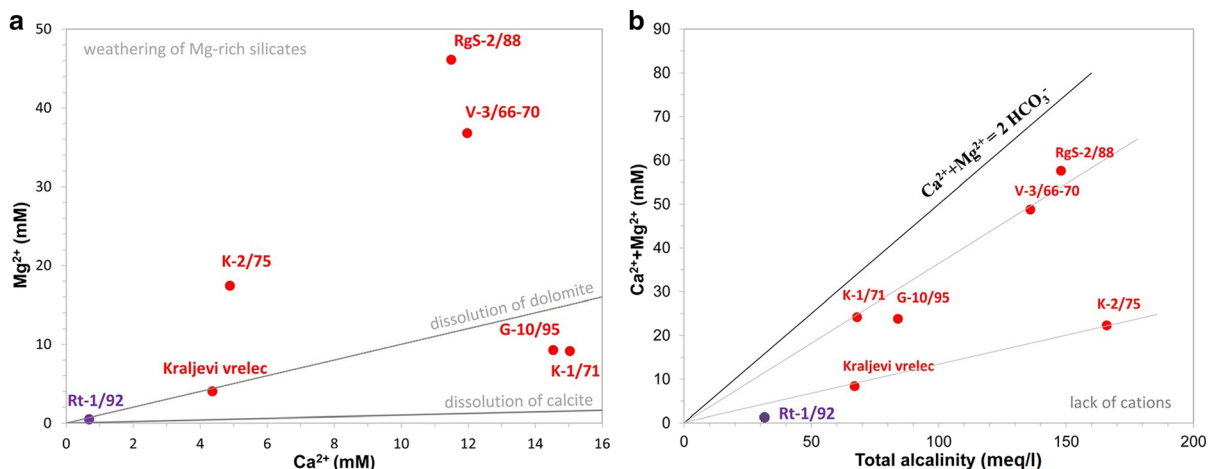 a
50
40
30
20
10
0
Mg²⁺ (mM)
weathering of Mg-rich silicates
RgS-2/88
V-3/66-70
K-2/75
dissolution of dolomite
G-10/95
K-1/71
Kraljevi vrelec
Rt-1/92
dissolution of calcite
0 2 4 6 8 10 12 14 16
Ca²⁺ (mM)
b
90
80
70
60
50
40
30
20
10
0
Ca²⁺+Mg²⁺ (mM)
Ca²⁺+Mg²⁺ = 2 HCO₃⁻
RgS-2/88
V-3/66-70
K-1/71
G-10/95
K-2/75
Kraljevi vrelec
Rt-1/92
lack of cations
0 50 100 150 200
Total alcalinity (meq/l)